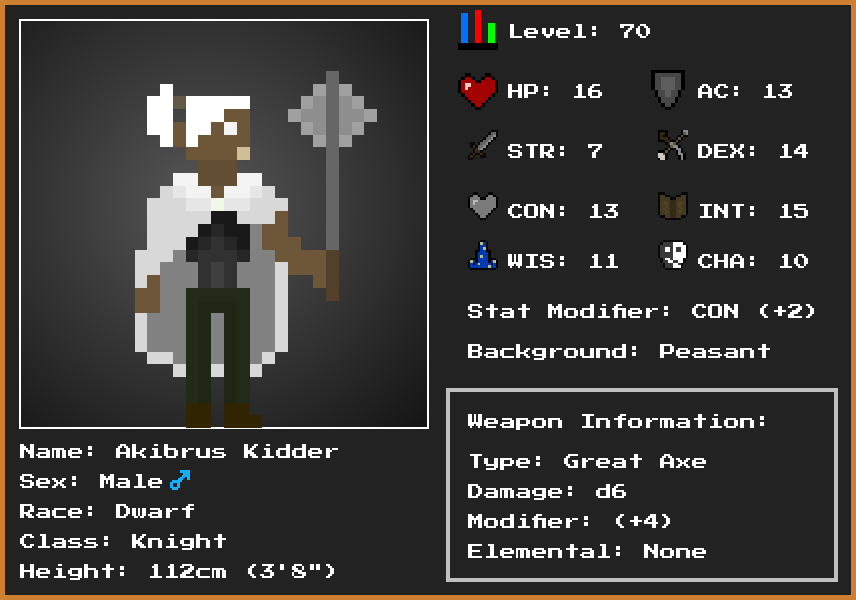 Level: 70
HP: 16 AC: 13
STR: 7 DEX: 14
CON: 13 INT: 15
WIS: 11 CHA: 10
Stat Modifier: CON (+2)
Background: Peasant
Weapon Information:
Type: Great Axe
Damage: d6
Modifier: (+4)
Elemental: None
Name: Akibrus Kidder
Sex: Male ♂
Race: Dwarf
Class: Knight
Height: 112cm (3'8")